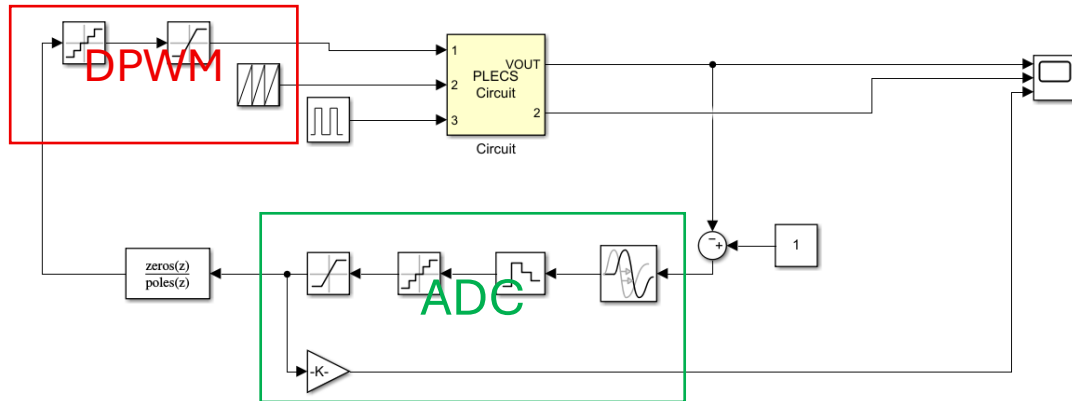 DPWM
1
2
3
PLECS
Circuit
VOUT
2
Circuit
1
zeros(z)
poles(z)
−
+
ADC
-K-